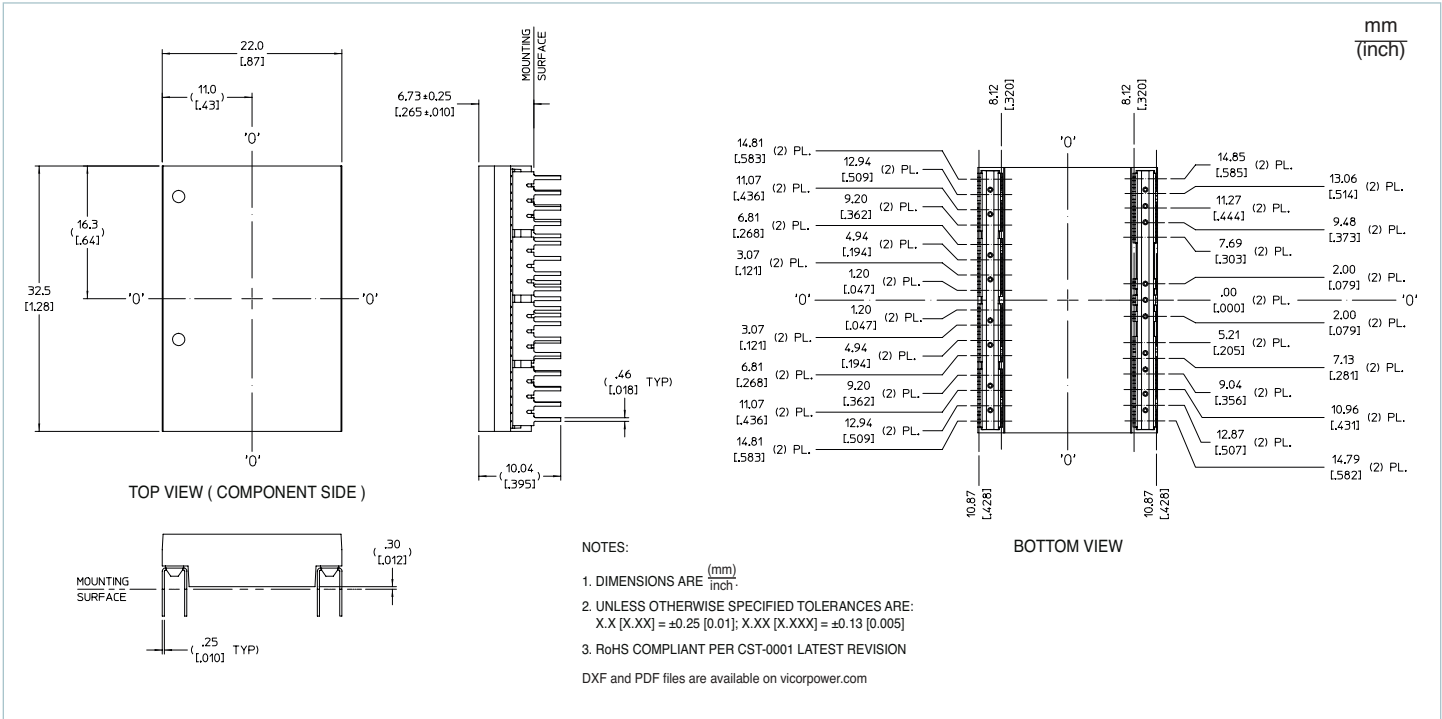 mm
(inch)
22.0
[.87]
(11.0
[.43])
'0'
MOUNTING
SURFACE
6.73±0.25
[.265±.010]
(16.3
[.64])
32.5
[1.28]
'0'
'0'
'0'
TOP VIEW ( COMPONENT SIDE )
(.46
[.018] TYP)
(10.04
[.395])
8.12
[.320]
8.12
[.320]
'0'
14.81
[.583] (2) PL.
12.94
[.509] (2) PL.
11.07
[.436] (2) PL.
9.20
[.362] (2) PL.
6.81
[.268] (2) PL.
4.94
[.194] (2) PL.
3.07
[.121] (2) PL.
1.20
[.047] (2) PL.
'0'
1.20
[.047] (2) PL.
3.07
[.121] (2) PL.
4.94
[.194] (2) PL.
6.81
[.268] (2) PL.
9.20
[.362] (2) PL.
11.07
[.436] (2) PL.
12.94
[.509] (2) PL.
14.81
[.583] (2) PL.
14.85
[.585] (2) PL.
13.06
[.514] (2) PL.
11.27
[.444] (2) PL.
9.48
[.373] (2) PL.
7.69
[.303] (2) PL.
2.00
[.079] (2) PL.
.00
[.000] (2) PL.
'0'
2.00
[.079] (2) PL.
5.21
[.205] (2) PL.
7.13
[.281] (2) PL.
9.04
[.356] (2) PL.
10.96
[.431] (2) PL.
12.87
[.507] (2) PL.
14.79
[.582] (2) PL.
'0'
10.87
[.428]
10.87
[.428]
BOTTOM VIEW
MOUNTING
SURFACE
(.30
[.012])
(.25
[.010] TYP)
NOTES:
1. DIMENSIONS ARE (mm)
inch.
2. UNLESS OTHERWISE SPECIFIED TOLERANCES ARE:
X.X [X.XX] = ±0.25 [0.01]; X.XX [X.XXX] = ±0.13 [0.005]
3. RoHS COMPLIANT PER CST-0001 LATEST REVISION
DXF and PDF files are available on vicorpower.com